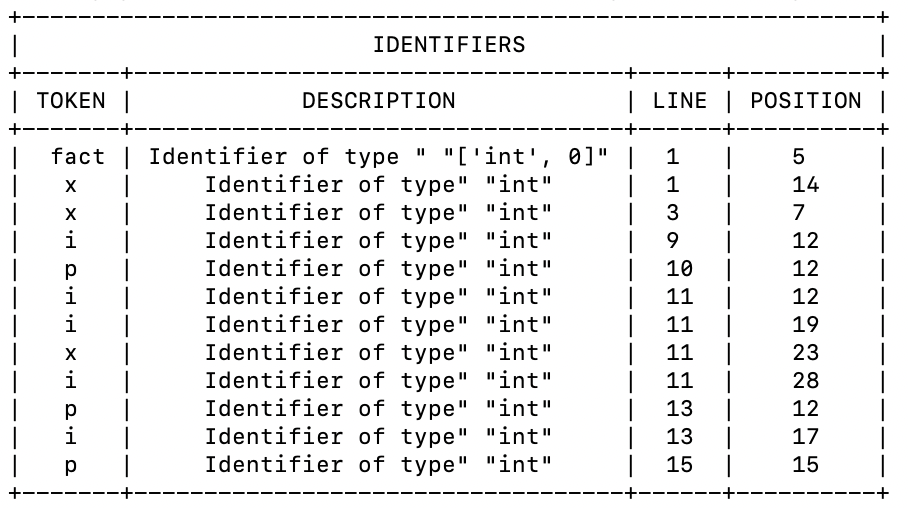 IDENTIFIERS
TOKEN | DESCRIPTION | LINE | POSITION
fact | Identifier of type " "['int', 0]" | 1 | 5
x | Identifier of type" "int" | 1 | 14
x | Identifier of type" "int" | 3 | 7
i | Identifier of type" "int" | 9 | 12
p | Identifier of type" "int" | 10 | 12
i | Identifier of type" "int" | 11 | 12
i | Identifier of type" "int" | 11 | 19
x | Identifier of type" "int" | 11 | 23
i | Identifier of type" "int" | 11 | 28
p | Identifier of type" "int" | 13 | 12
i | Identifier of type" "int" | 13 | 17
p | Identifier of type" "int" | 15 | 15